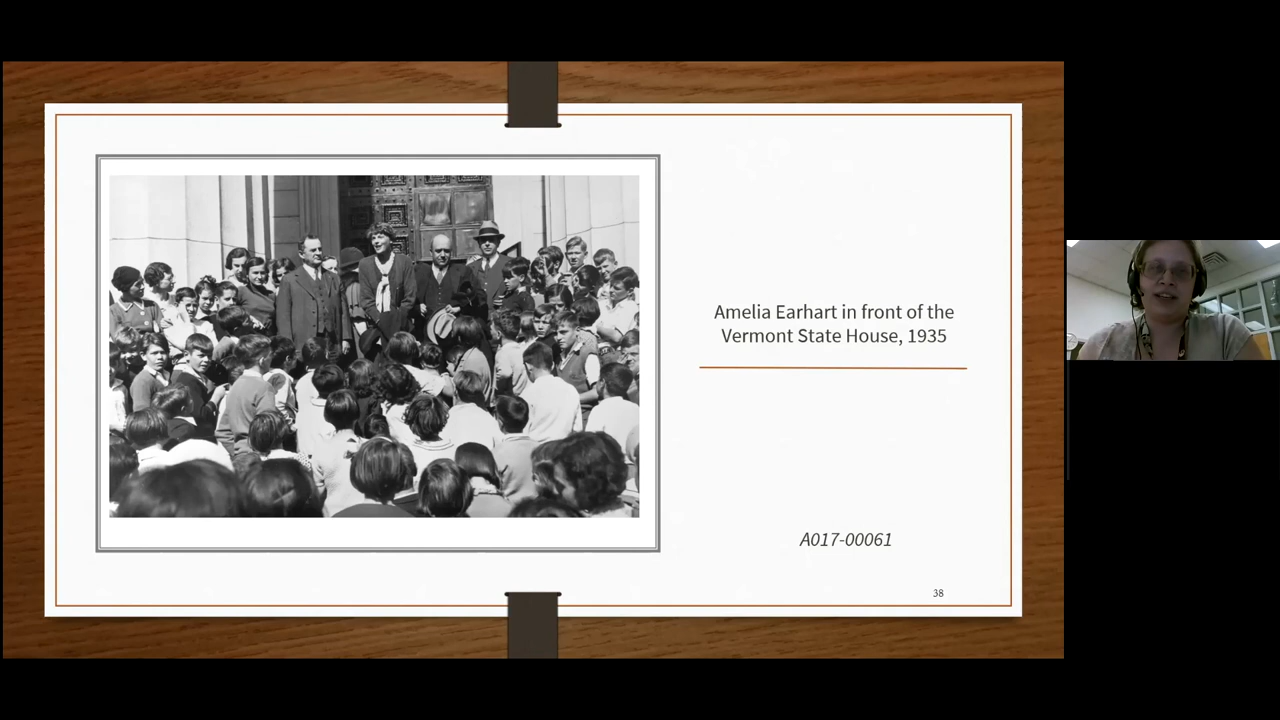 Amelia Earhart in front of the
Vermont State House, 1935
A017-00061
38